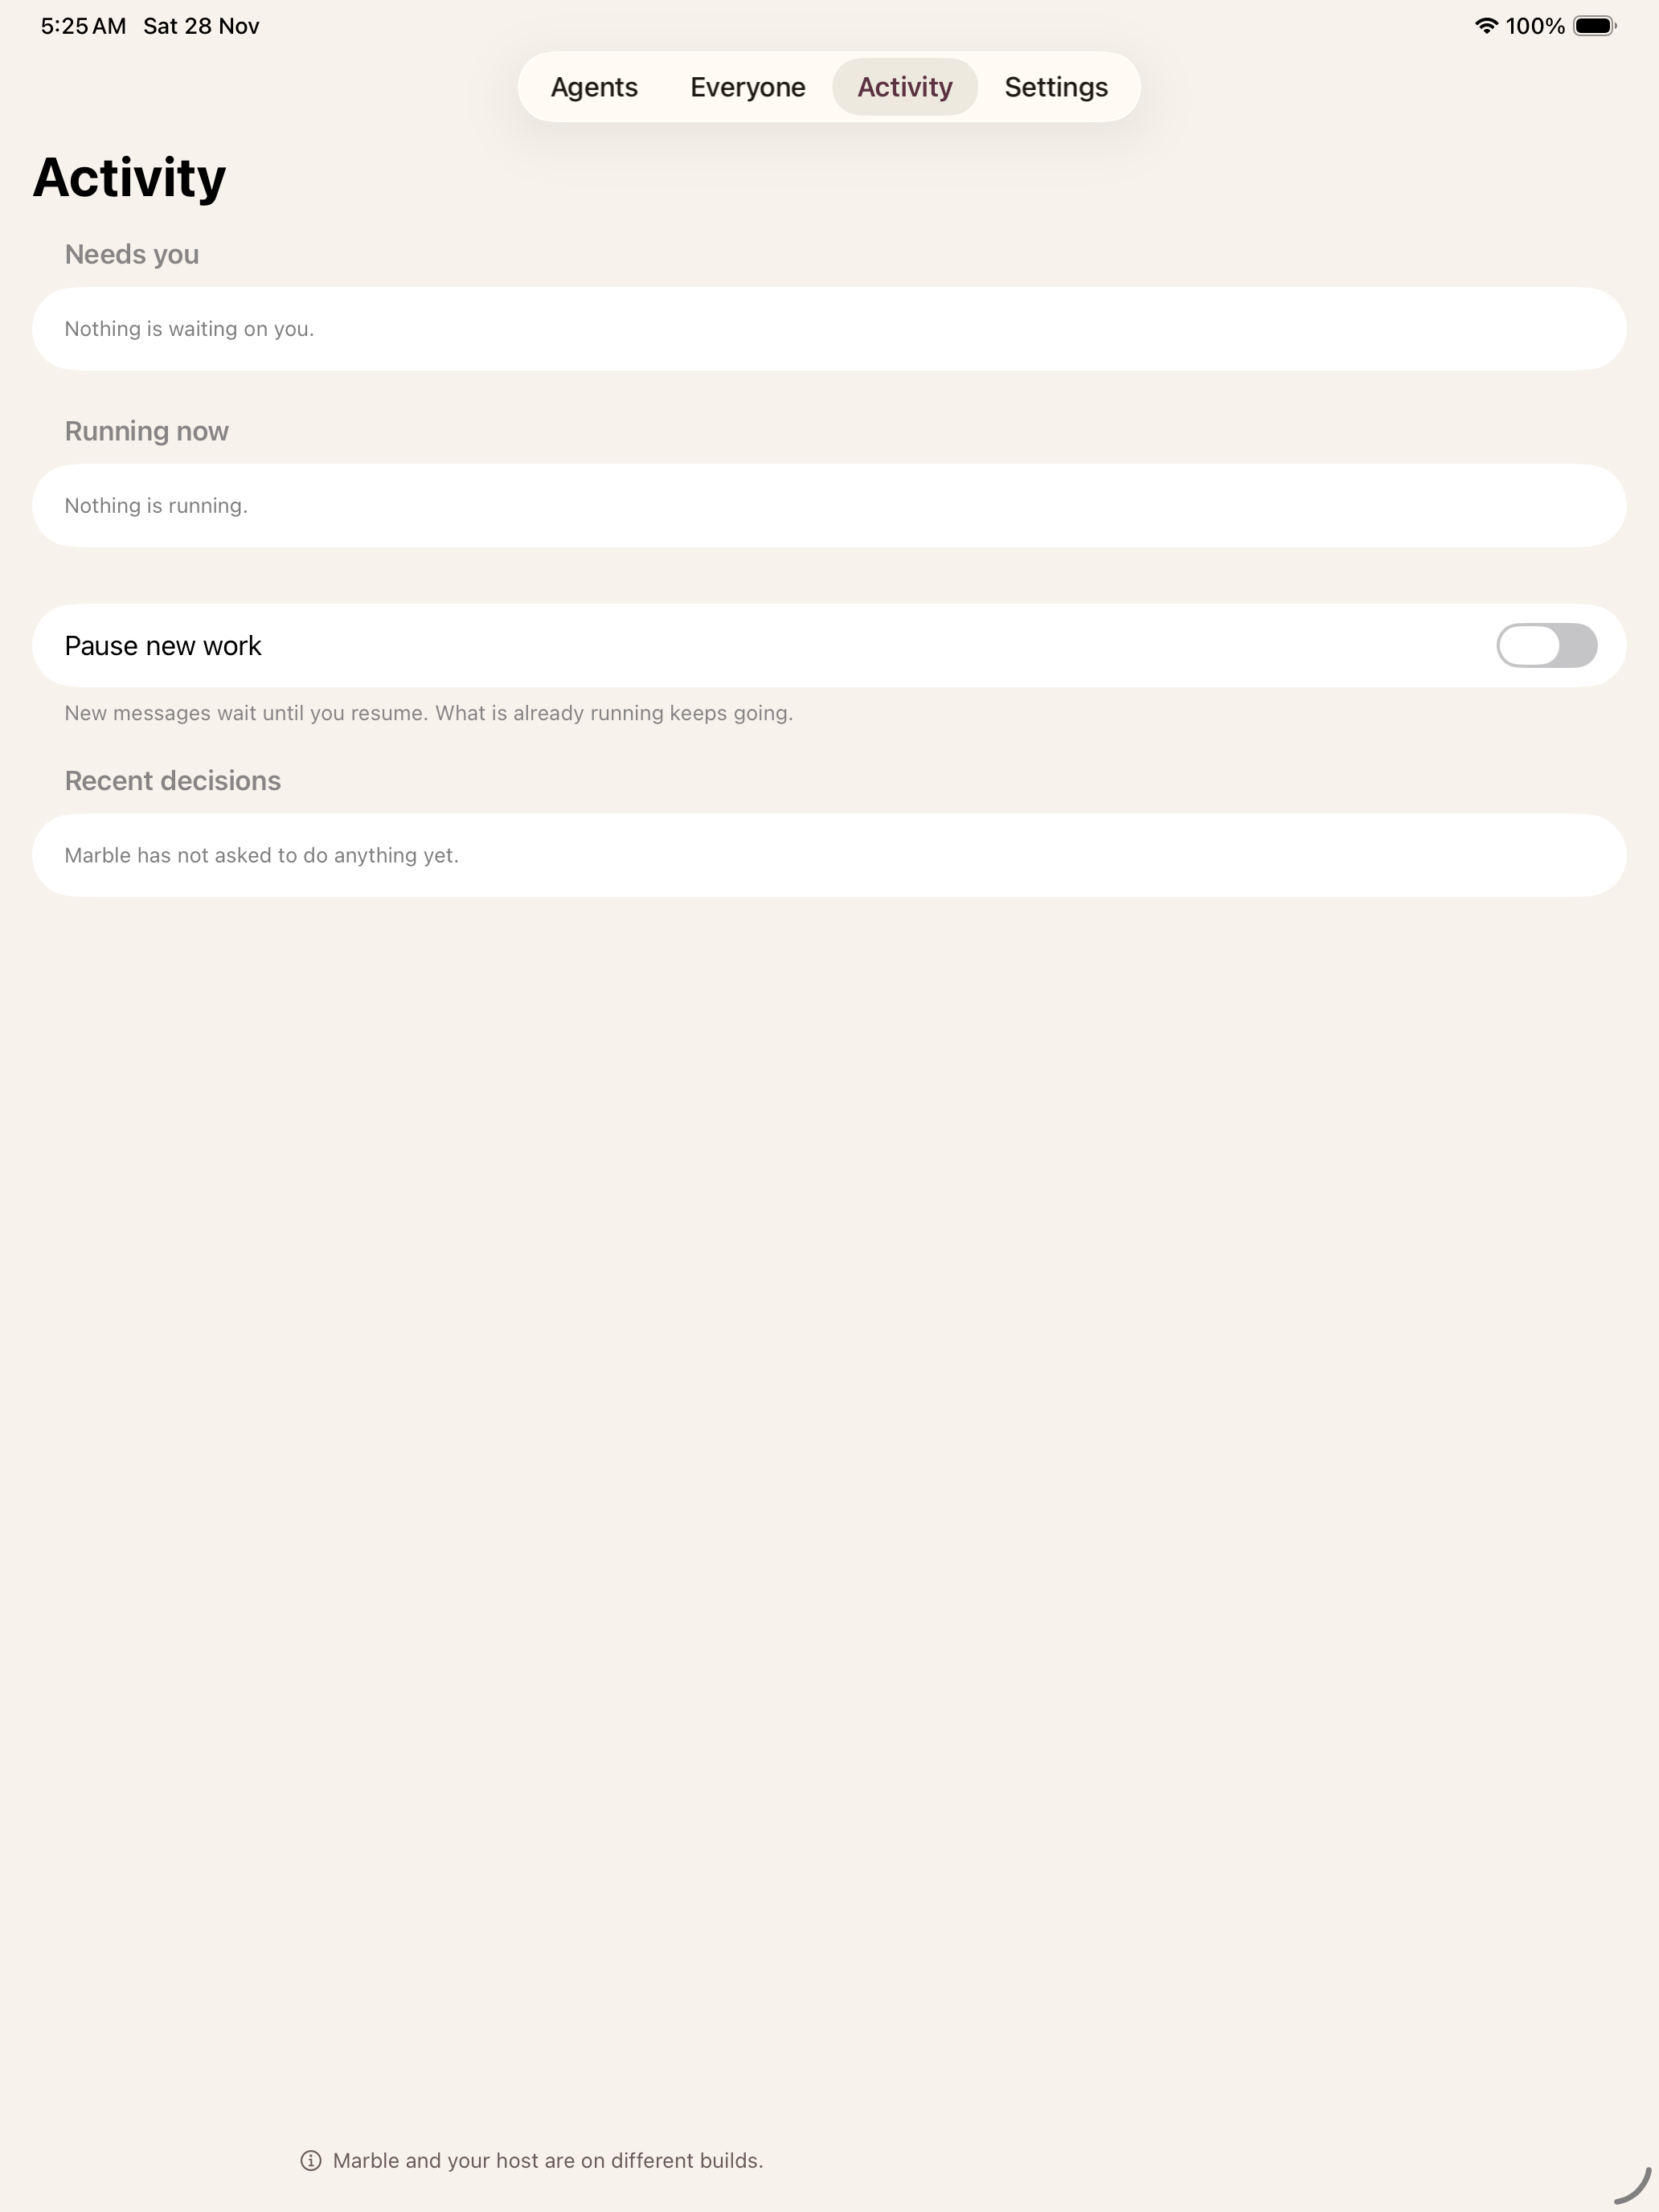 5:25 AM Sat 28 Nov
100%
Agents Everyone Activity Settings
Activity
Needs you
Nothing is waiting on you.
Running now
Nothing is running.
Pause new work
New messages wait until you resume. What is already running keeps going.
Recent decisions
Marble has not asked to do anything yet.
Marble and your host are on different builds.